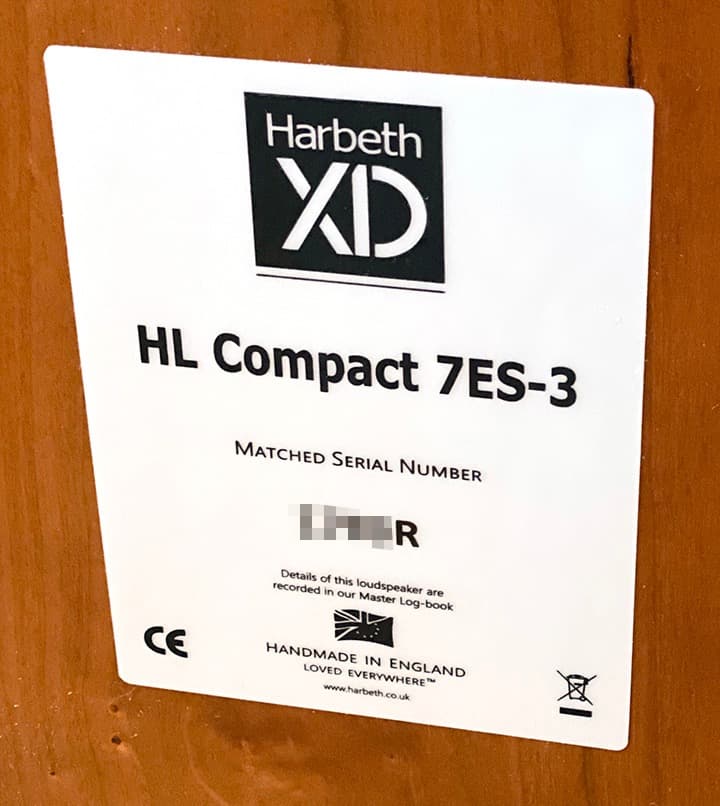 Harbeth
XD
HL Compact 7ES-3
MATCHED SERIAL NUMBER
R
Details of this loudspeaker are
recorded in our Master Log-book
CE
HANDMADE IN ENGLAND
LOVED EVERYWHERE™
www.harbeth.co.uk